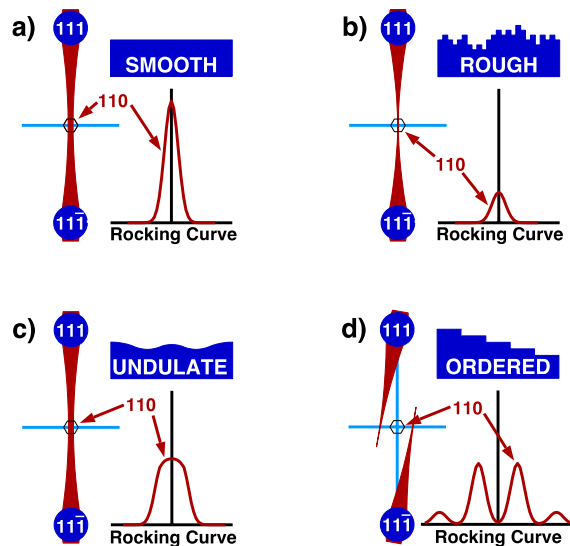 a)
111
SMOOTH
110
111̅
Rocking Curve
b)
111
ROUGH
110
111̅
Rocking Curve
c)
111
UNDULATE
110
111̅
Rocking Curve
d)
111
ORDERED
110
111̅
Rocking Curve